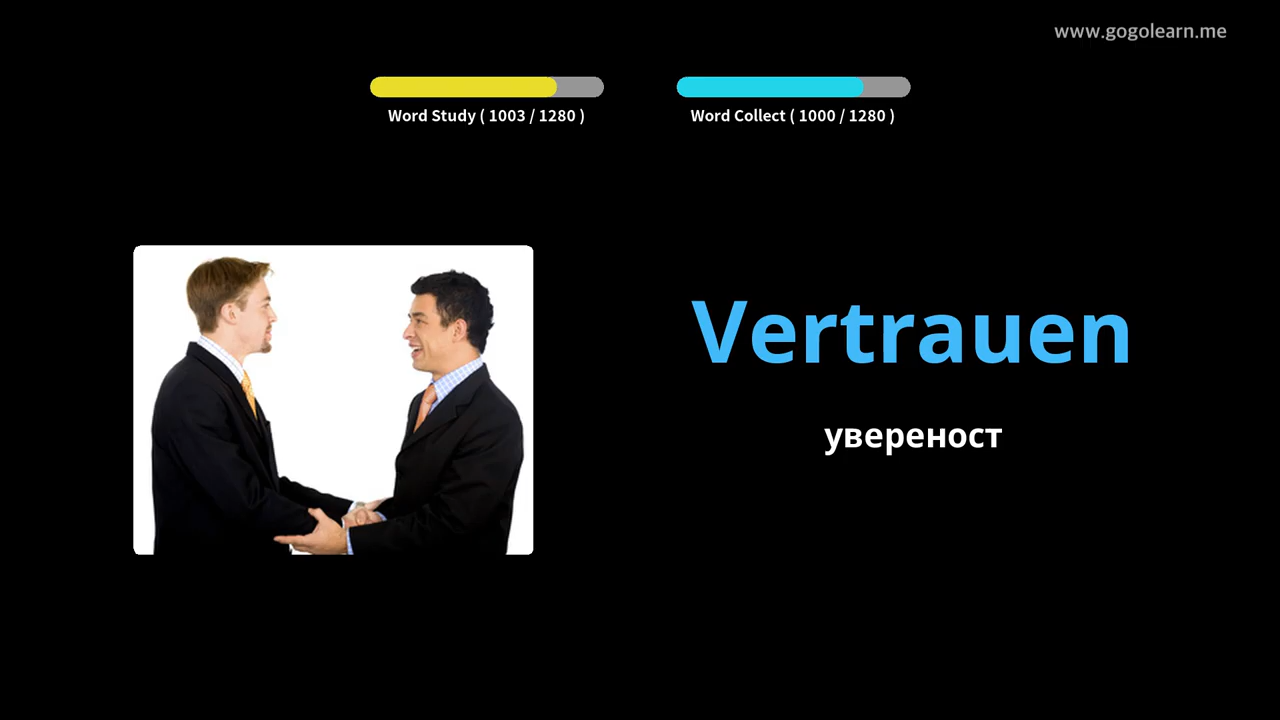 www.gogolearn.me
Word Study ( 1003 / 1280 )
Word Collect ( 1000 / 1280 )
Vertrauen
увереност